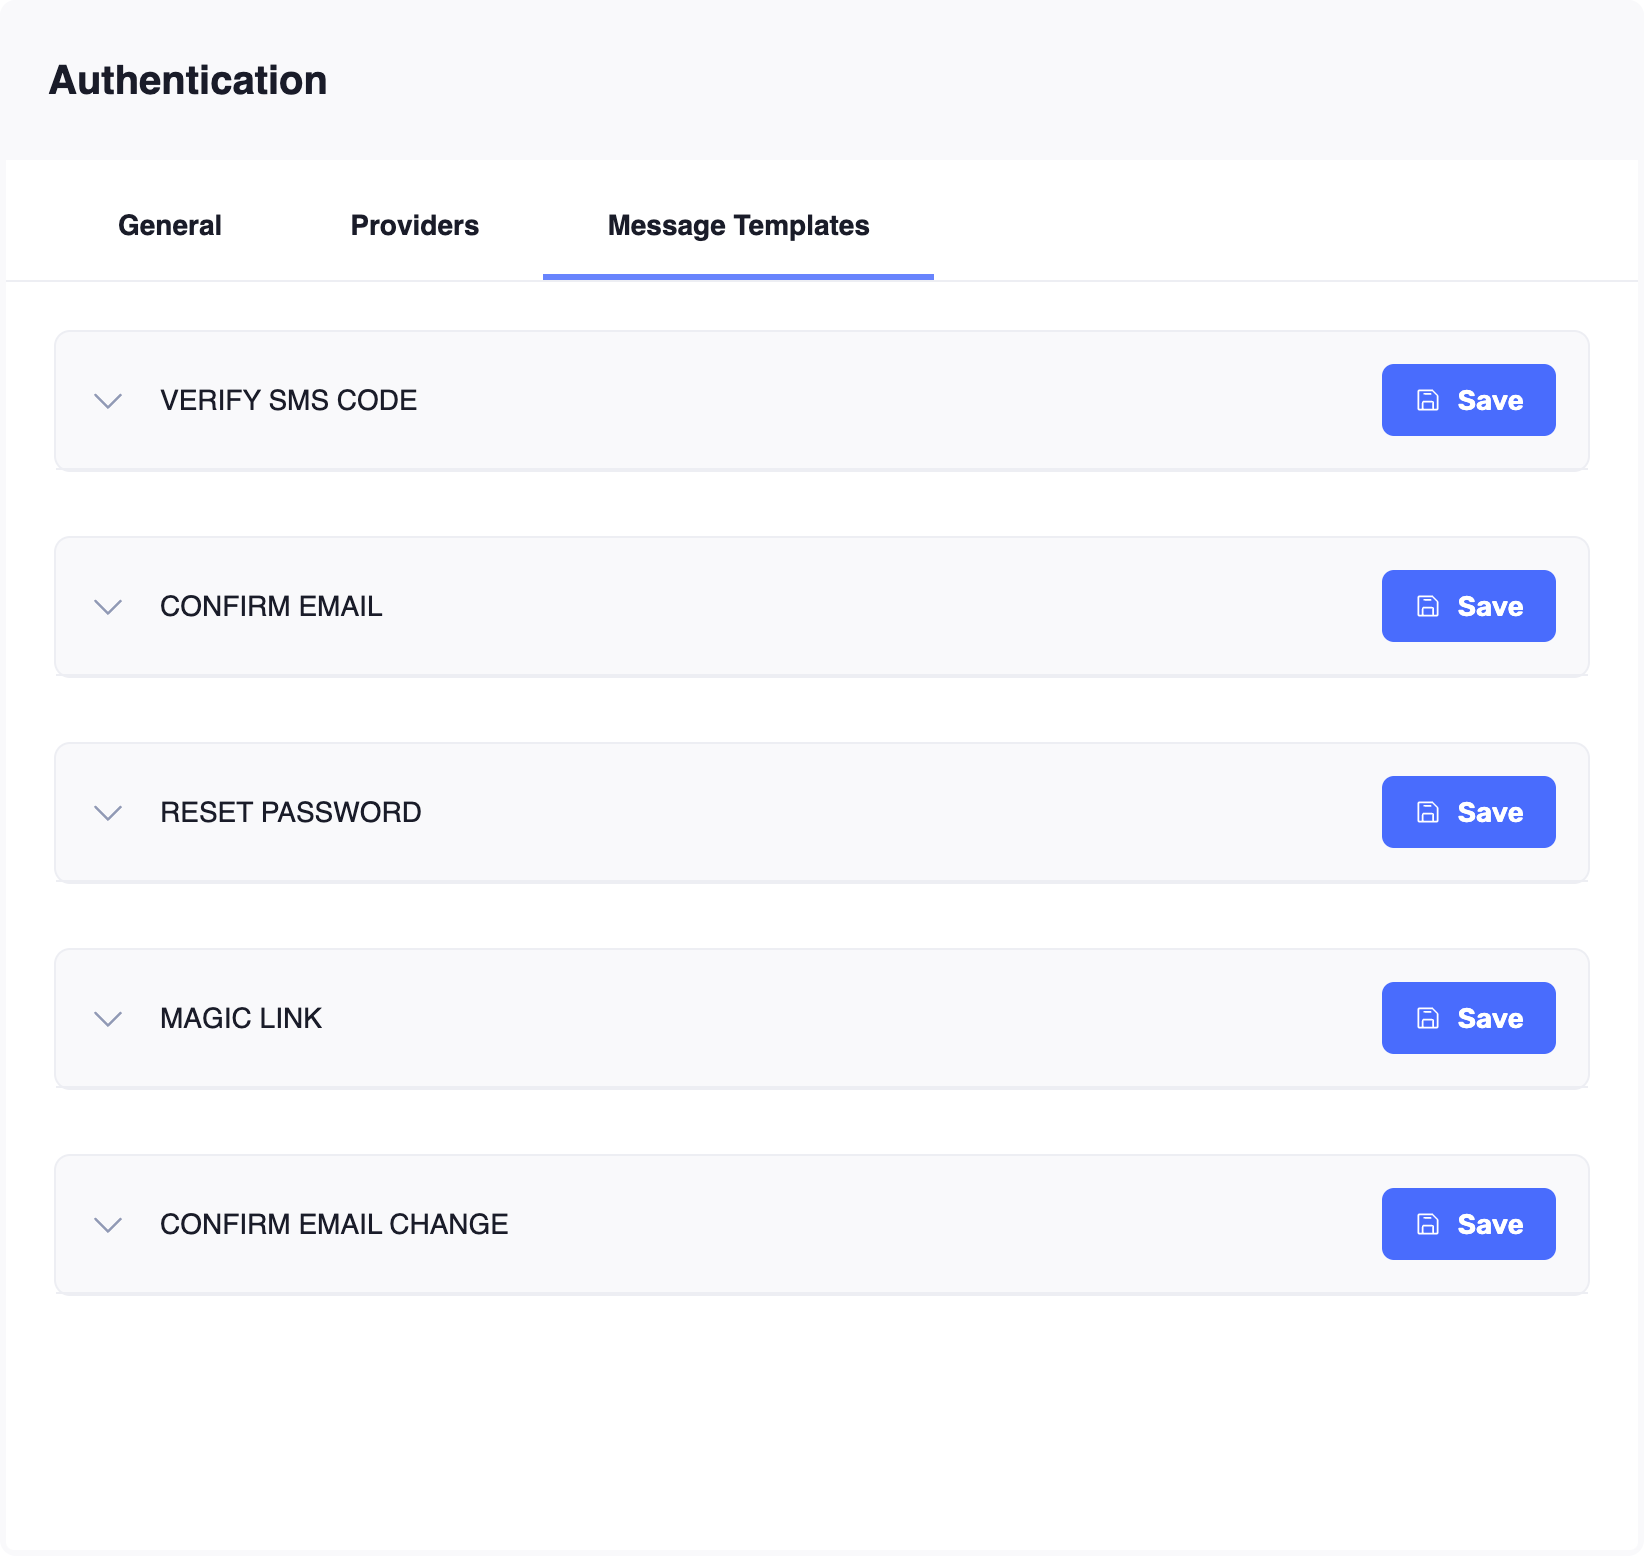 Authentication
General Providers Message Templates
VERIFY SMS CODE Save
CONFIRM EMAIL Save
RESET PASSWORD Save
MAGIC LINK Save
CONFIRM EMAIL CHANGE Save